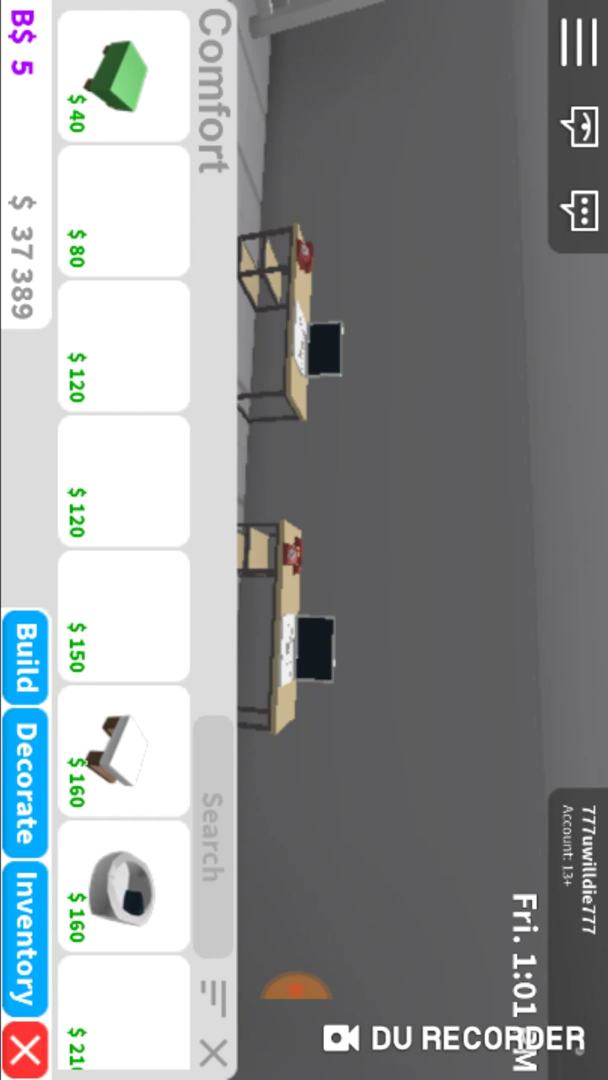 777uwilldie777
Account: 13+
Fri. 1:01 PM
DU RECORDER
Comfort
Search
$ 40
$ 80
$ 120
$ 120
$ 150
$ 160
$ 160
$ 210
B$ 5
$ 37 389
Build
Decorate
Inventory